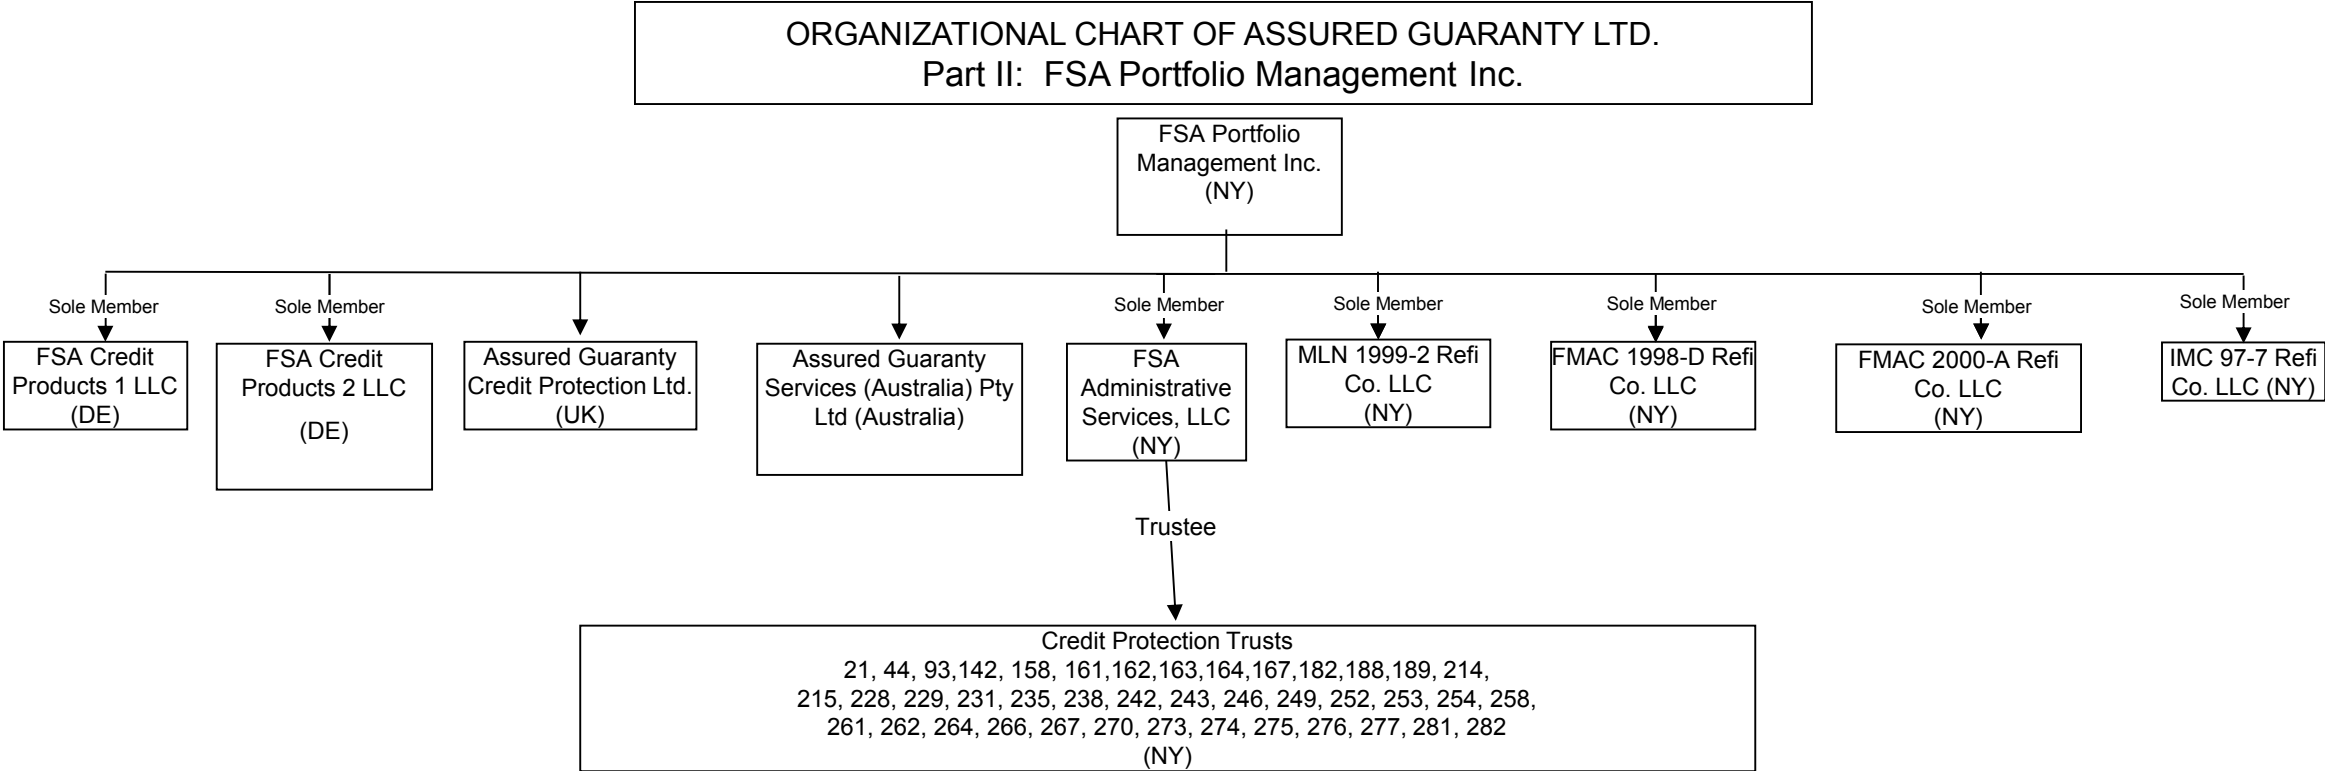 ORGANIZATIONAL CHART OF ASSURED GUARANTY LTD.
Part II:  FSA Portfolio Management Inc.
FSA Portfolio
Management Inc.
(NY)
Sole Member
FSA Credit
Products 1 LLC
(DE)
Sole Member
FSA Credit
Products 2 LLC
(DE)
Assured Guaranty
Credit Protection Ltd.
(UK)
Assured Guaranty
Services (Australia) Pty
Ltd (Australia)
Sole Member
FSA
Administrative
Services, LLC
(NY)
Sole Member
MLN 1999-2 Refi
Co. LLC
(NY)
Sole Member
FMAC 1998-D Refi
Co. LLC
(NY)
Sole Member
FMAC 2000-A Refi
Co. LLC
(NY)
Sole Member
IMC 97-7 Refi
Co. LLC (NY)
Trustee
Credit Protection Trusts
21, 44, 93,142, 158, 161,162,163,164,167,182,188,189, 214,
215, 228, 229, 231, 235, 238, 242, 243, 246, 249, 252, 253, 254, 258,
261, 262, 264, 266, 267, 270, 273, 274, 275, 276, 277, 281, 282
(NY)